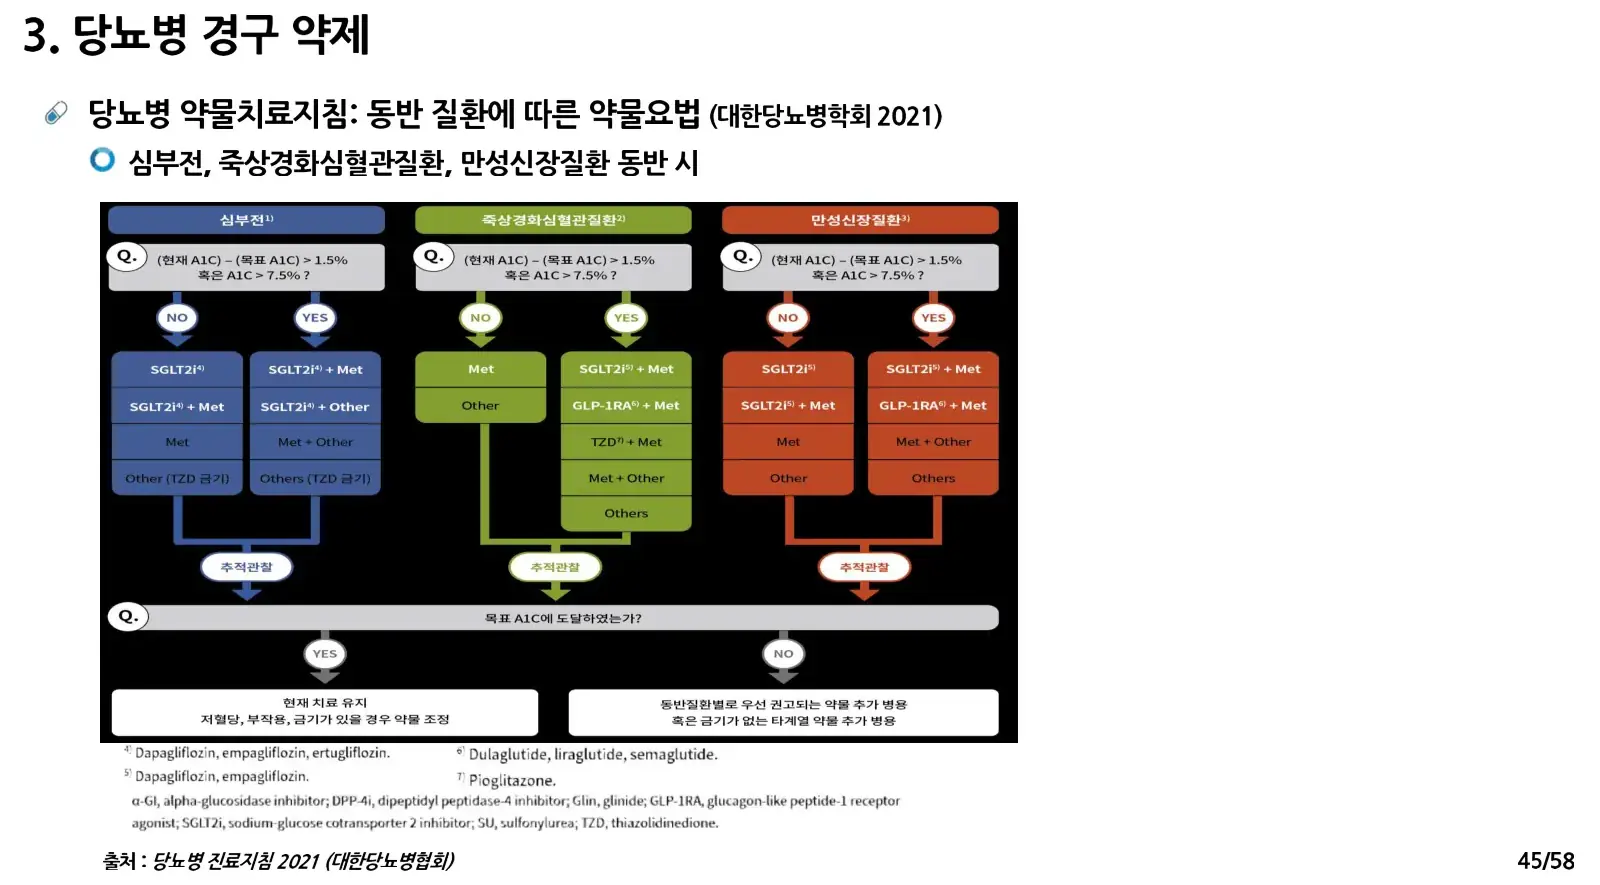 3. 당뇨병 경구 약제
당뇨병 약물치료지침: 동반 질환에 따른 약물요법 (대한당뇨병학회 2021)
심부전, 죽상경화심혈관질환, 만성신장질환 동반 시
심부전1)
Q.
(현재 A1C) – (목표 A1C) > 1.5%
혹은 A1C > 7.5% ?
NO
YES
SGLT2i4)
SGLT2i4) + Met
Met
Other (TZD 금기)
SGLT2i4) + Met
SGLT2i4) + Other
Met + Other
Others (TZD 금기)
추적관찰
죽상경화심혈관질환2)
Q.
(현재 A1C) – (목표 A1C) > 1.5%
혹은 A1C > 7.5% ?
NO
YES
Met
Other
SGLT2i5) + Met
GLP-1RA6) + Met
TZD7) + Met
Met + Other
Others
추적관찰
만성신장질환3)
Q.
(현재 A1C) – (목표 A1C) > 1.5%
혹은 A1C > 7.5% ?
NO
YES
SGLT2i5)
SGLT2i5) + Met
Met
Other
SGLT2i5) + Met
GLP-1RA6) + Met
Met + Other
Others
추적관찰
Q.
목표 A1C에 도달하였는가?
YES
현재 치료 유지
저혈당, 부작용, 금기가 있을 경우 약물 조정
NO
동반질환별로 우선 권고되는 약물 추가 병용
혹은 금기가 없는 타계열 약물 추가 병용
4) Dapagliflozin, empagliflozin, ertugliflozin.
5) Dapagliflozin, empagliflozin.
6) Dulaglutide, liraglutide, semaglutide.
7) Pioglitazone.
α-GI, alpha-glucosidase inhibitor; DPP-4i, dipeptidyl peptidase-4 inhibitor; Glin, glinide; GLP-1RA, glucagon-like peptide-1 receptor
agonist; SGLT2i, sodium-glucose cotransporter 2 inhibitor; SU, sulfonylurea; TZD, thiazolidinedione.
출처 : 당뇨병 진료지침 2021 (대한당뇨병협회)
45/58